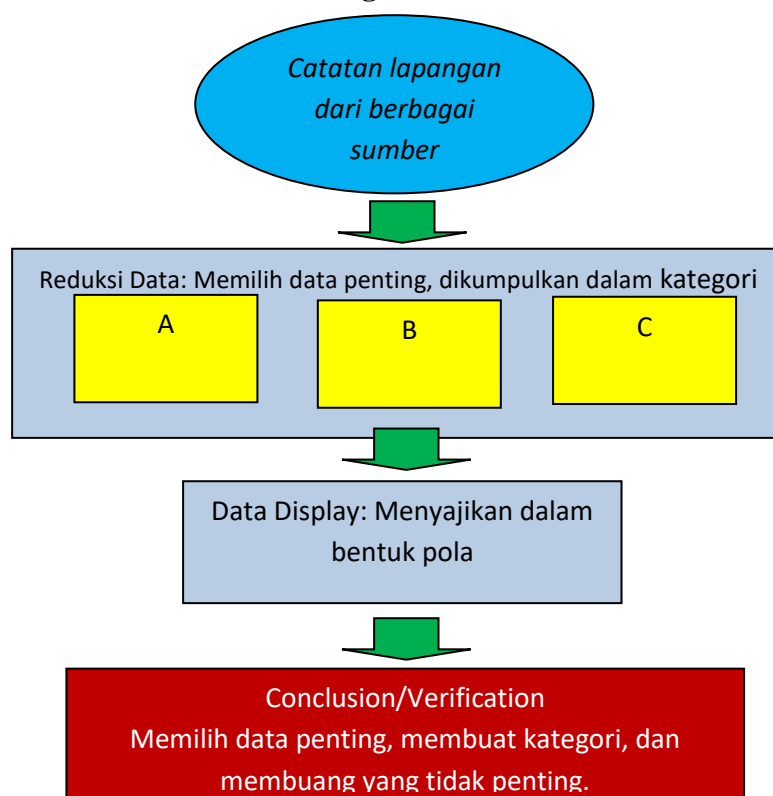 Catatan lapangan
dari berbagai
sumber
Reduksi Data: Memilih data penting, dikumpulkan dalam kategori
A
B
C
Data Display: Menyajikan dalam
bentuk pola
Conclusion/Verification
Memilih data penting, membuat kategori, dan
membuang yang tidak penting.